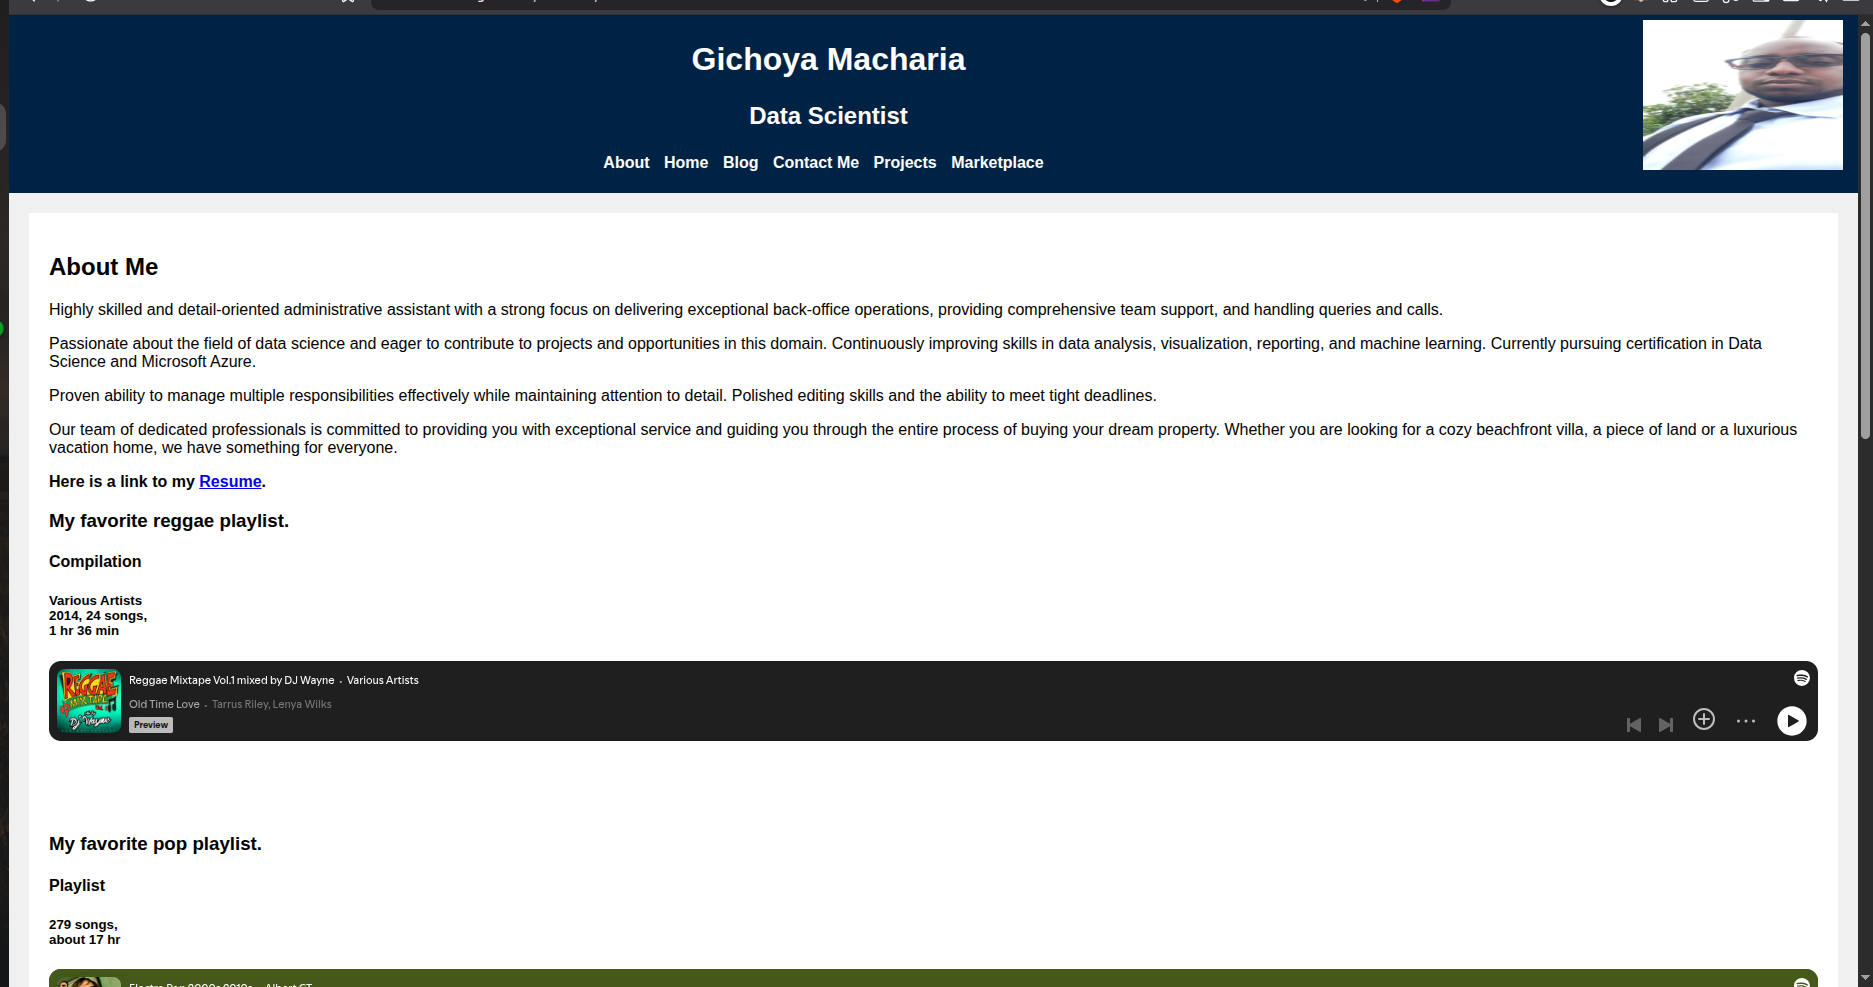 Gichoya Macharia
Data Scientist
About Home Blog Contact Me Projects Marketplace
About Me
Highly skilled and detail-oriented administrative assistant with a strong focus on delivering exceptional back-office operations, providing comprehensive team support, and handling queries and calls.
Passionate about the field of data science and eager to contribute to projects and opportunities in this domain. Continuously improving skills in data analysis, visualization, reporting, and machine learning. Currently pursuing certification in Data
Science and Microsoft Azure.
Proven ability to manage multiple responsibilities effectively while maintaining attention to detail. Polished editing skills and the ability to meet tight deadlines.
Our team of dedicated professionals is committed to providing you with exceptional service and guiding you through the entire process of buying your dream property. Whether you are looking for a cozy beachfront villa, a piece of land or a luxurious
vacation home, we have something for everyone.
Here is a link to my Resume.
My favorite reggae playlist.
Compilation
Various Artists
2014, 24 songs,
1 hr 36 min
REGGAE
MIXTAPE
DJ Wayne
Reggae Mixtape Vol.1 mixed by DJ Wayne · Various Artists
Old Time Love · Tarrus Riley, Lenya Wilks
Preview
My favorite pop playlist.
Playlist
279 songs,
about 17 hr